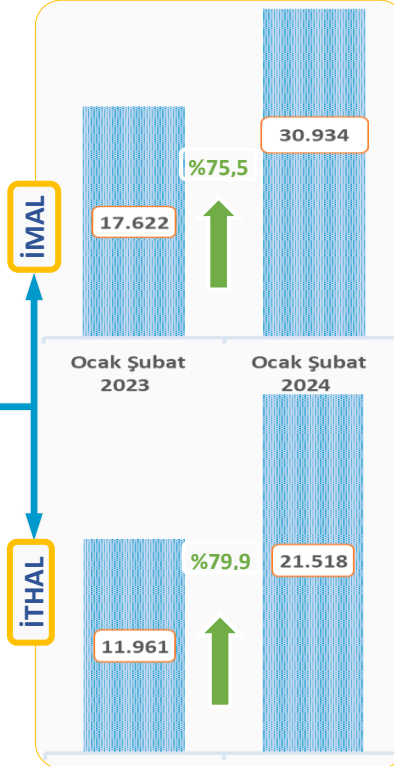 İMAL
30.934
%75,5
17.622
Ocak Şubat
2023
Ocak Şubat
2024
İTHAL
%79,9
21.518
11.961